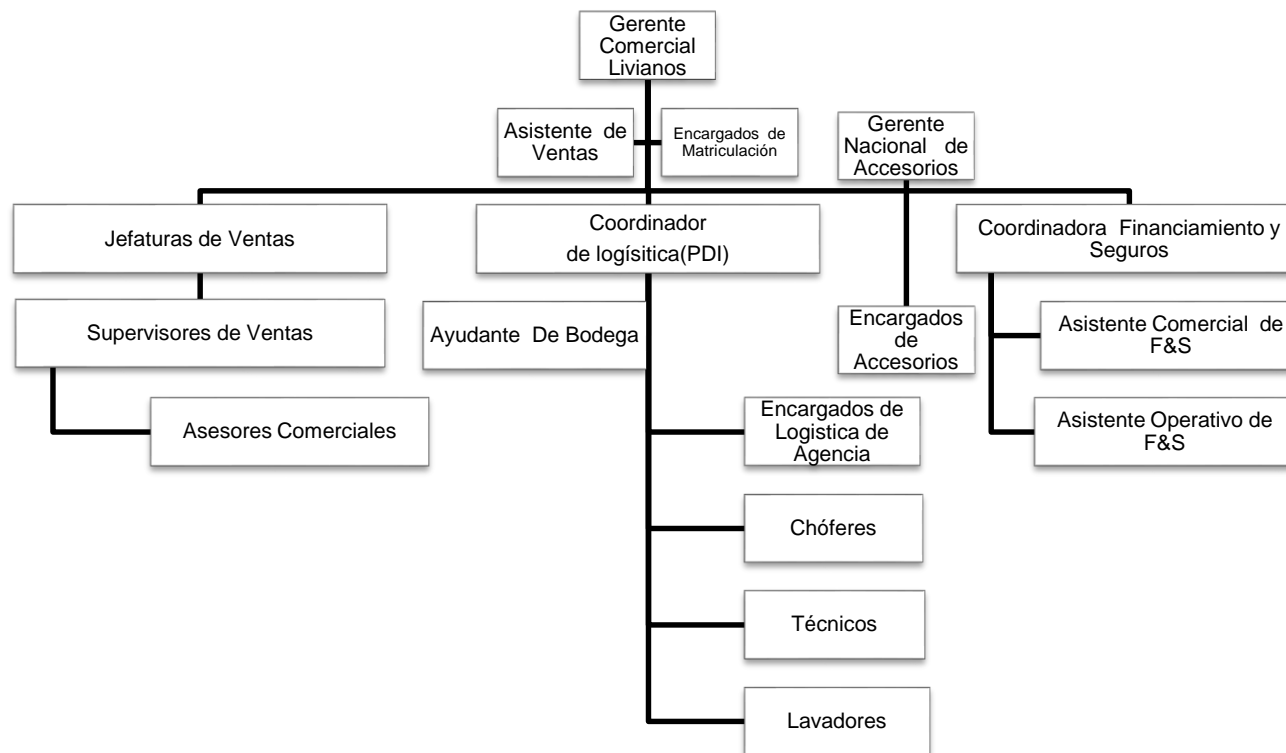 Gerente
Comercial
Livianos
Asistente de
Ventas
Encargados de
Matriculación
Gerente
Nacional de
Accesorios
Jefaturas de Ventas
Coordinador
de logísitica(PDI)
Coordinadora Financiamiento y
Seguros
Supervisores de Ventas
Ayudante De Bodega
Encargados
de
Accesorios
Asistente Comercial de
F&S
Asesores Comerciales
Encargados de
Logistica de
Agencia
Asistente Operativo de
F&S
Chóferes
Técnicos
Lavadores